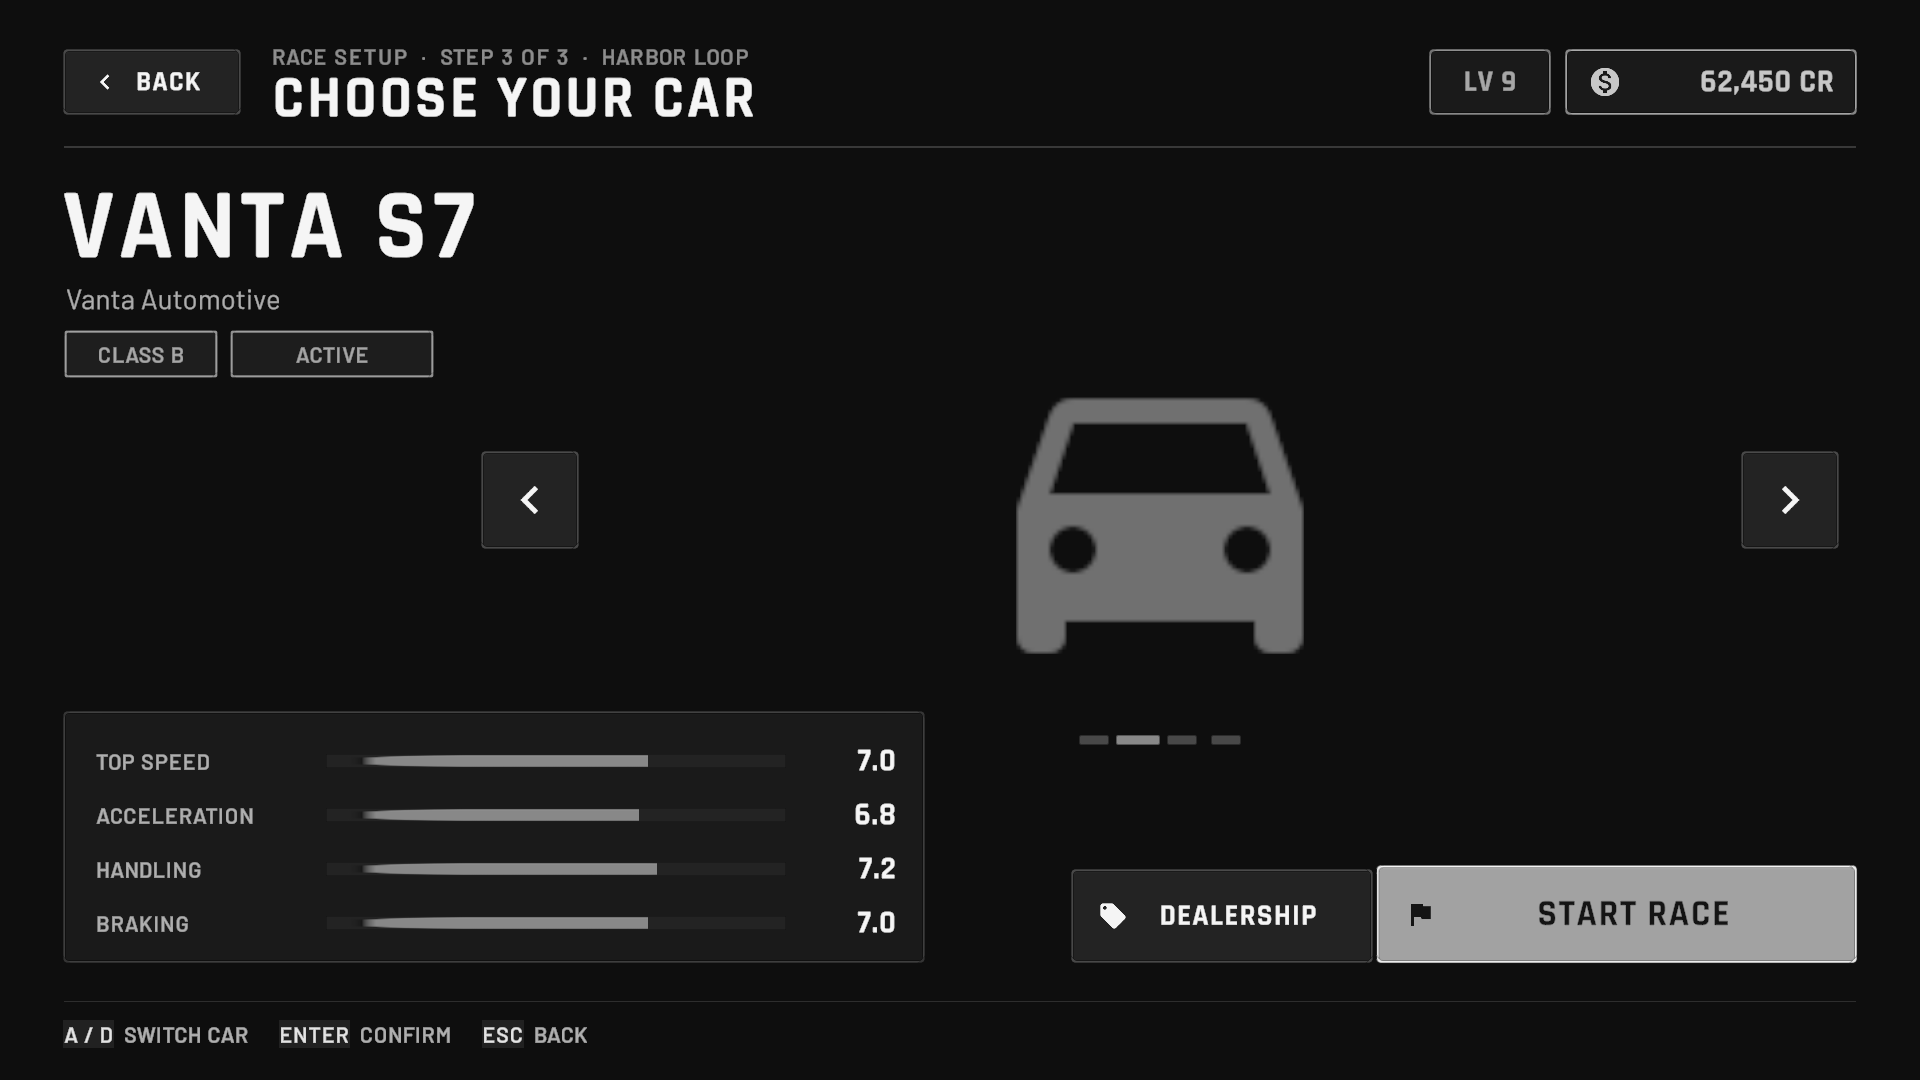 BACK
RACE SETUP · STEP 3 OF 3 · HARBOR LOOP
CHOOSE YOUR CAR
LV 9
62,450 CR
VANTA S7
Vanta Automotive
CLASS B
ACTIVE
TOP SPEED 7.0
ACCELERATION 6.8
HANDLING 7.2
BRAKING 7.0
DEALERSHIP
START RACE
A / D SWITCH CAR ENTER CONFIRM ESC BACK